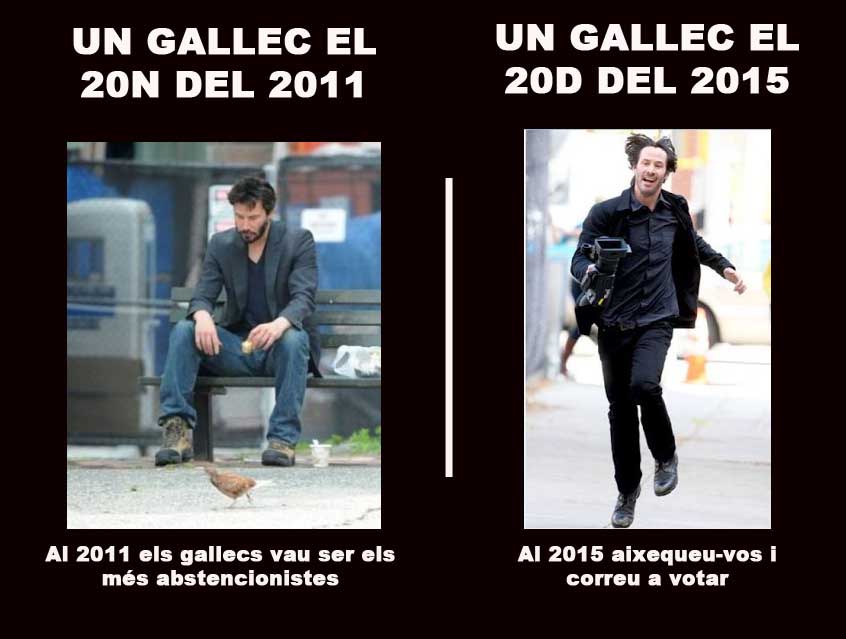 UN GALLEC EL
20N DEL 2011
Al 2011 els gallecs vau ser els
més abstencionistes
UN GALLEC EL
20D DEL 2015
Al 2015 aixequeu-vos i
correu a votar